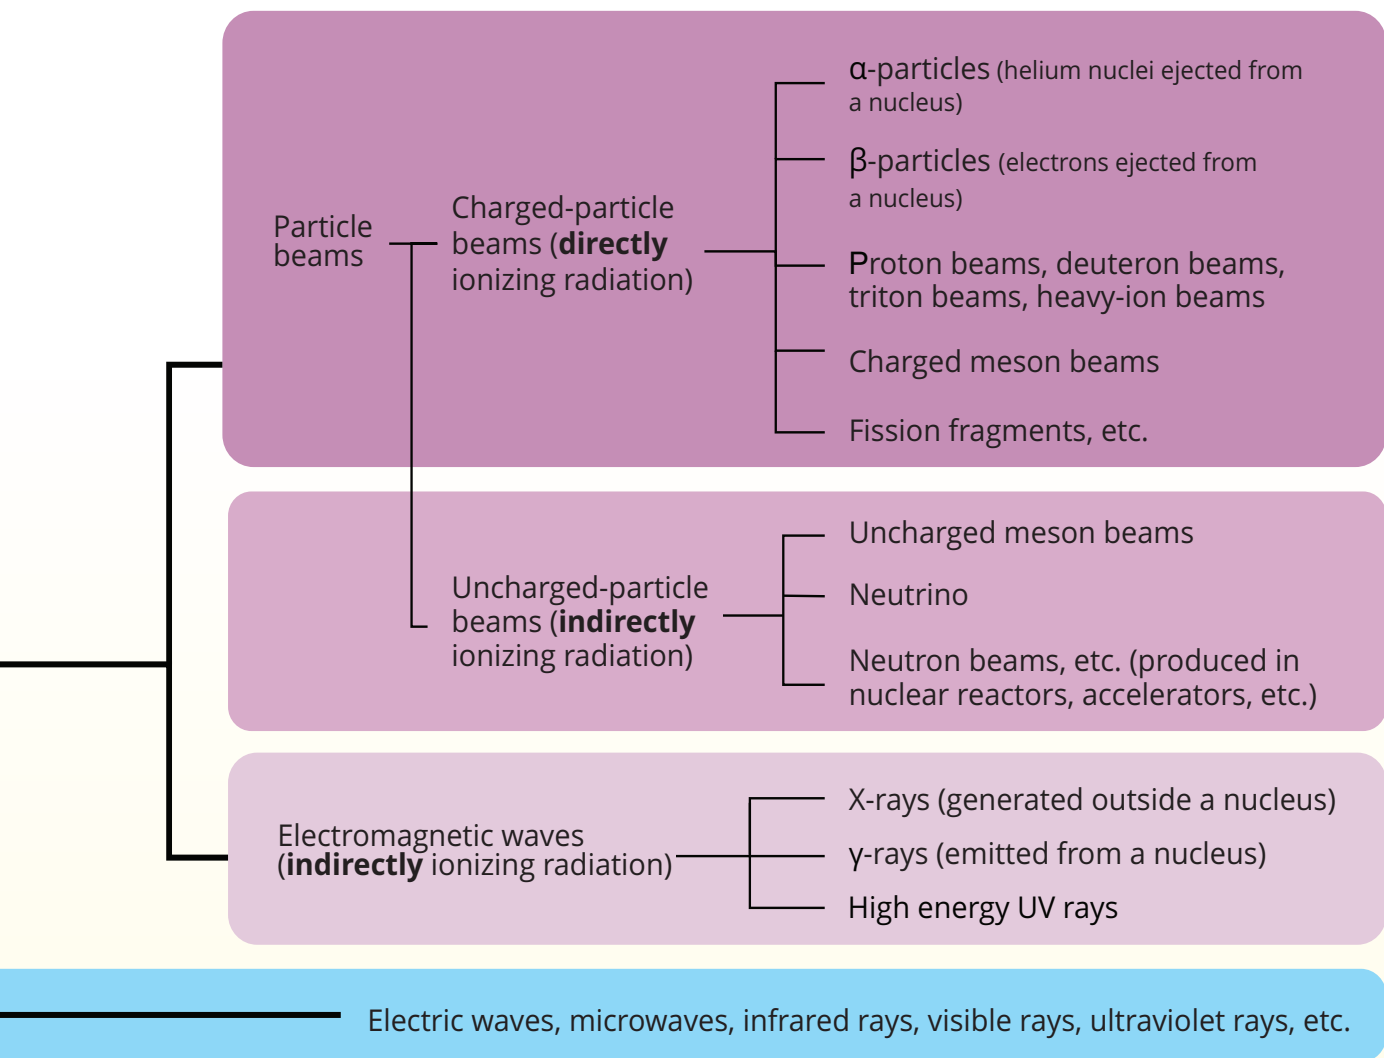 α-particles (helium nuclei ejected from
a nucleus)
β-particles (electrons ejected from
a nucleus)
Particle
beams
Charged-particle
beams (directly
ionizing radiation)
Proton beams, deuteron beams,
triton beams, heavy-ion beams
Charged meson beams
Fission fragments, etc.
Uncharged-particle
beams (indirectly
ionizing radiation)
Uncharged meson beams
Neutrino
Neutron beams, etc. (produced in
nuclear reactors, accelerators, etc.)
Electromagnetic waves
(indirectly ionizing radiation)
X-rays (generated outside a nucleus)
γ-rays (emitted from a nucleus)
High energy UV rays
Electric waves, microwaves, infrared rays, visible rays, ultraviolet rays, etc.